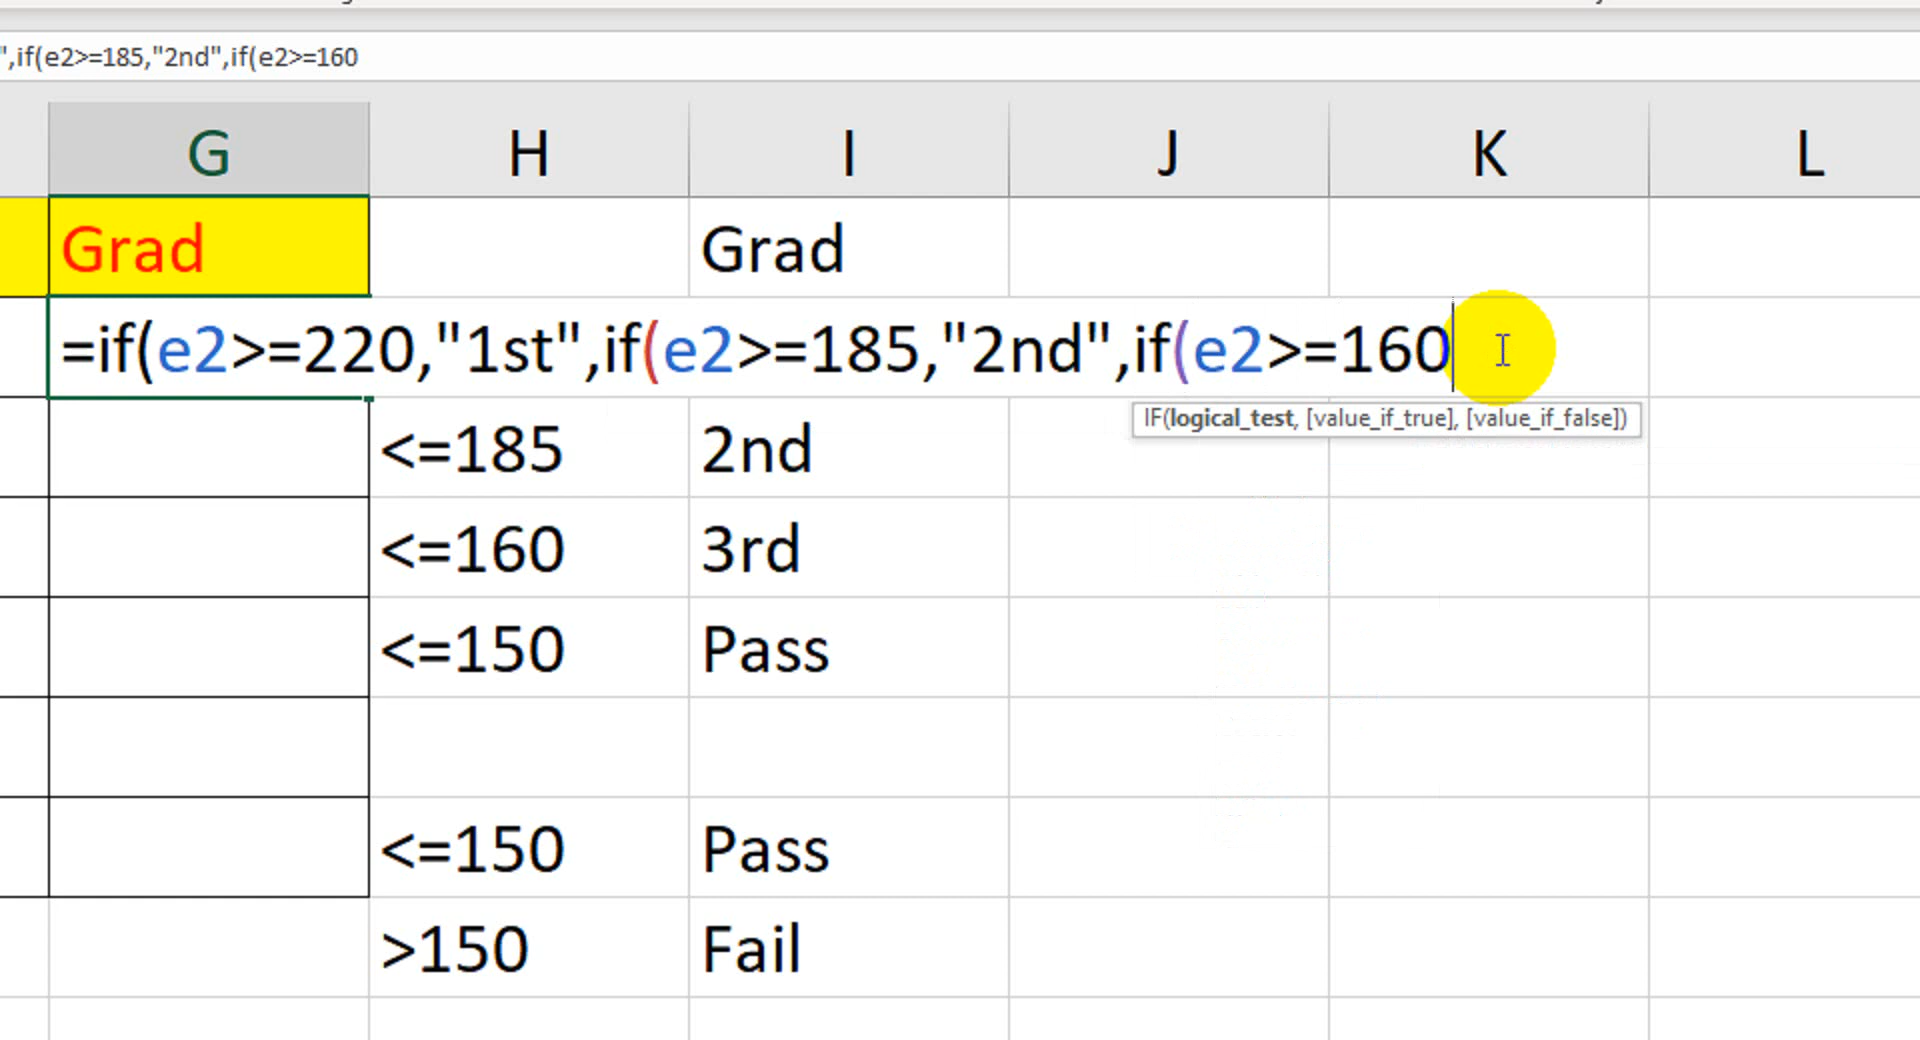 ",if(e2>=185,"2nd",if(e2>=160
G H I J K L
Grad Grad
=if(e2>=220,"1st",if(e2>=185,"2nd",if(e2>=160
IF(logical_test, [value_if_true], [value_if_false])
<=185 2nd
<=160 3rd
<=150 Pass
<=150 Pass
>150 Fail